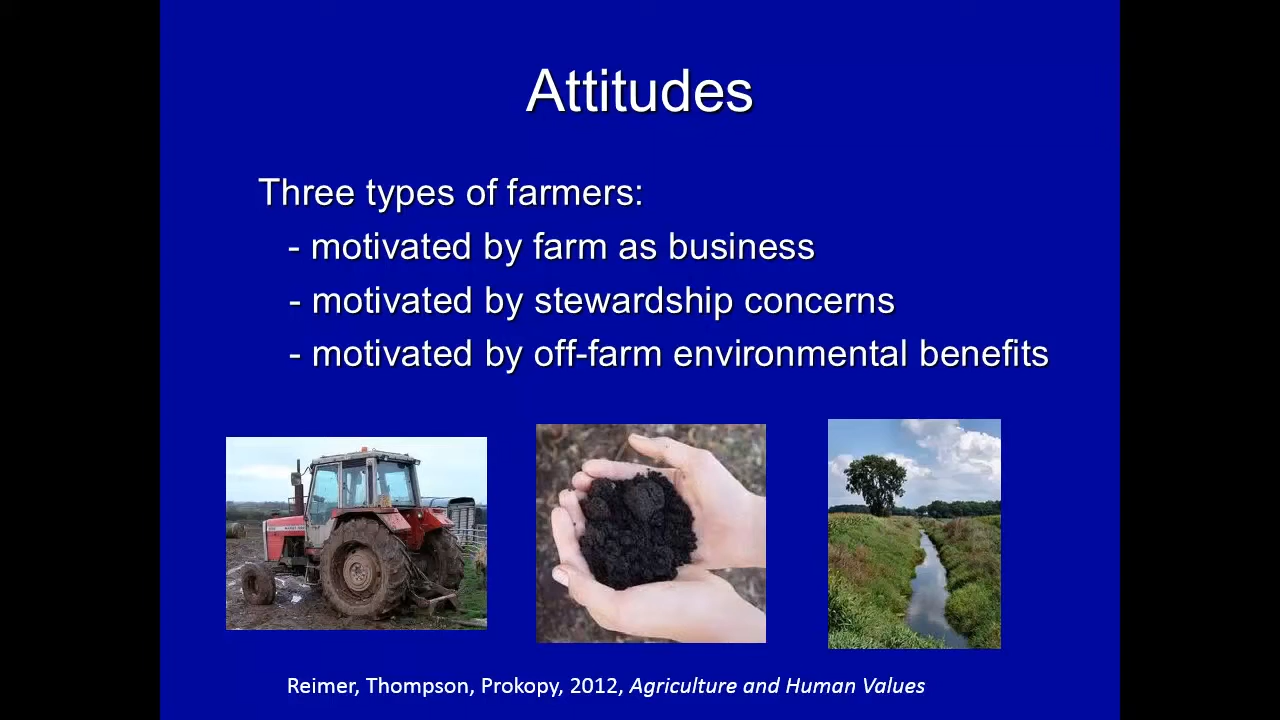 Attitudes
Three types of farmers:
- motivated by farm as business
- motivated by stewardship concerns
- motivated by off-farm environmental benefits
Reimer, Thompson, Prokopy, 2012, Agriculture and Human Values